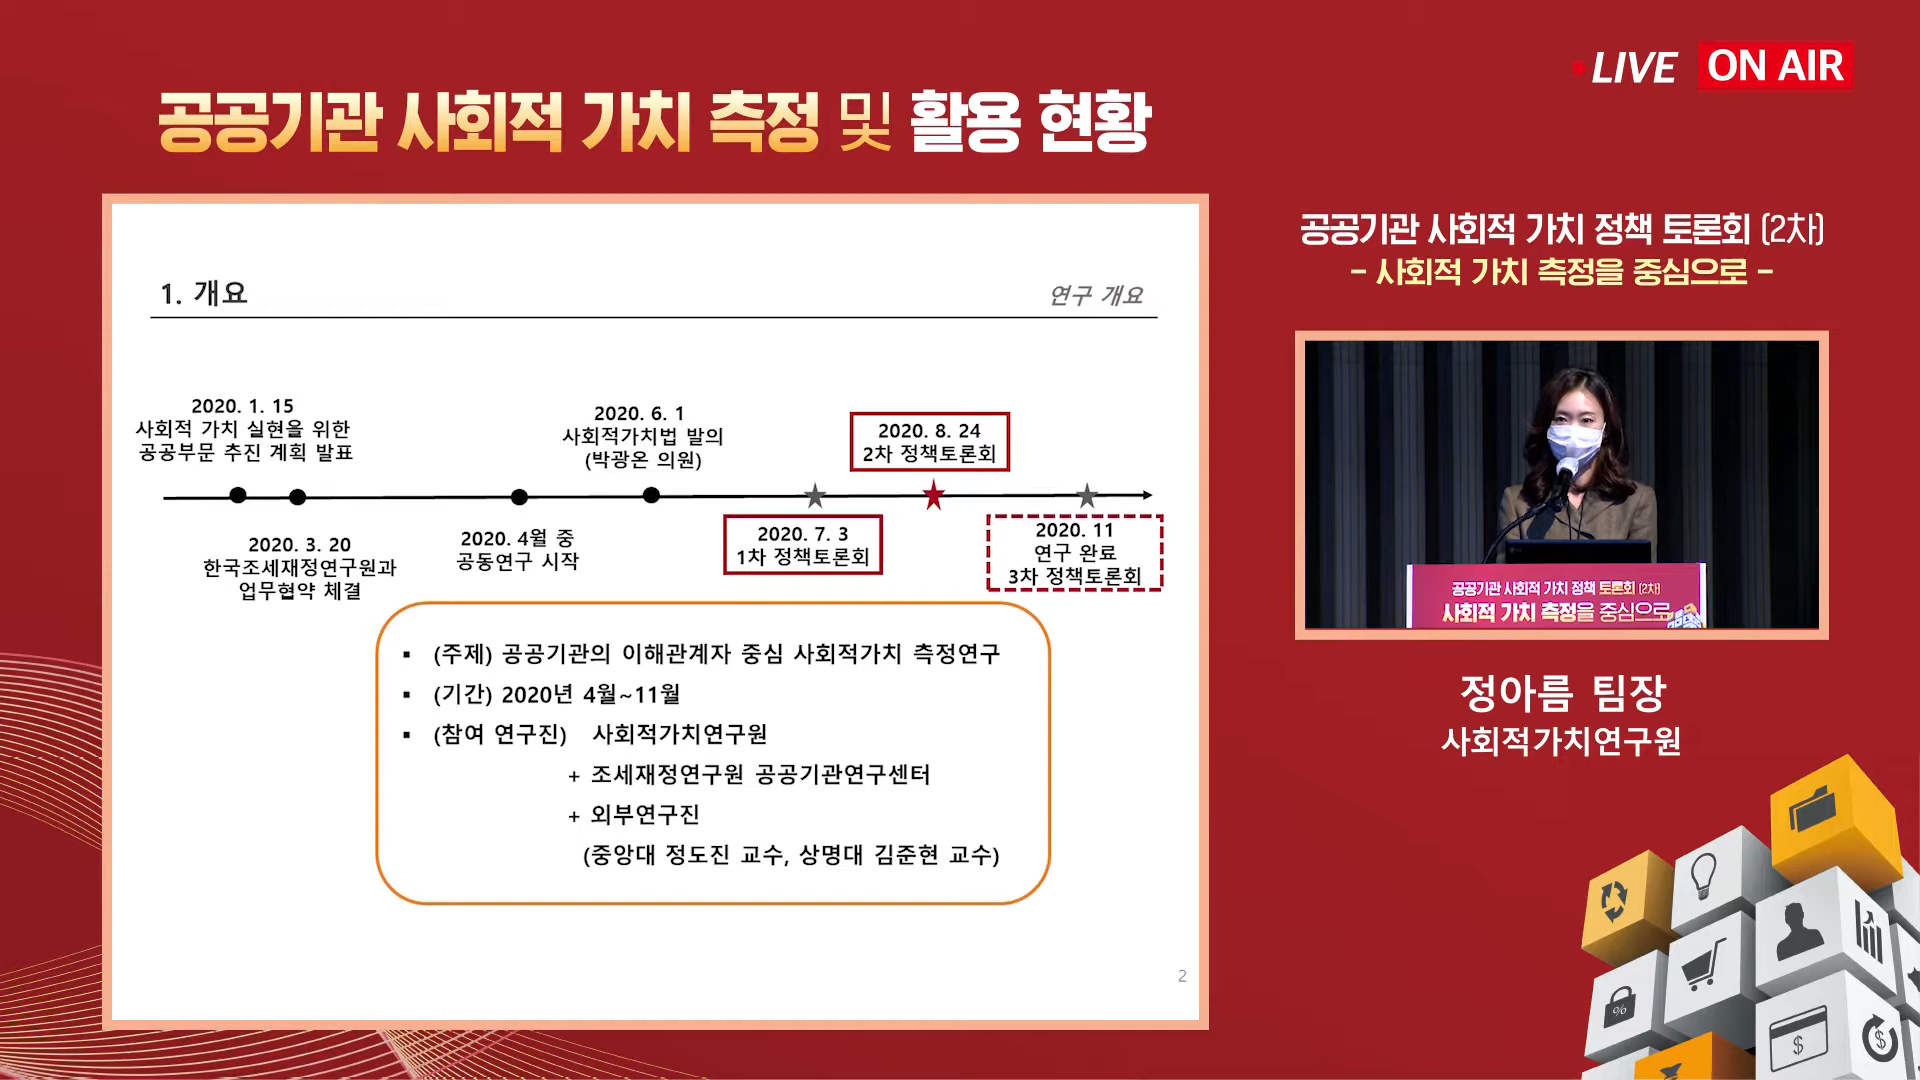 LIVE ON AIR
공공기관 사회적 가치 측정 및 활용 현황
공공기관 사회적 가치 정책 토론회 (2차)
- 사회적 가치 측정을 중심으로 -
1. 개요
연구 개요
2020. 1. 15
사회적 가치 실현을 위한
공공부문 추진 계획 발표
2020. 3. 20
한국조세재정연구원과
업무협약 체결
2020. 4월 중
공동연구 시작
2020. 6. 1
사회적가치법 발의
(박광온 의원)
2020. 7. 3
1차 정책토론회
2020. 8. 24
2차 정책토론회
2020. 11
연구 완료
3차 정책토론회
▪ (주제) 공공기관의 이해관계자 중심 사회적가치 측정연구
▪ (기간) 2020년 4월~11월
▪ (참여 연구진) 사회적가치연구원
+ 조세재정연구원 공공기관연구센터
+ 외부연구진
(중앙대 정도진 교수, 상명대 김준현 교수)
2
공공기관 사회적 가치 정책 토론회 (2차)
사회적 가치 측정을 중심으로
정아름 팀장
사회적가치연구원
%
$
$